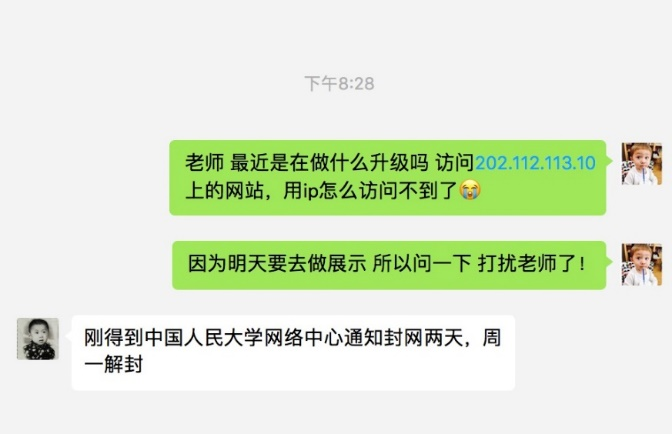 下午8:28
老师 最近是在做什么升级吗 访问202.112.113.10
上的网站，用ip怎么访问不到了😭
因为明天要去做展示 所以问一下 打扰老师了！
刚得到中国人民大学网络中心通知封网两天，周
一解封